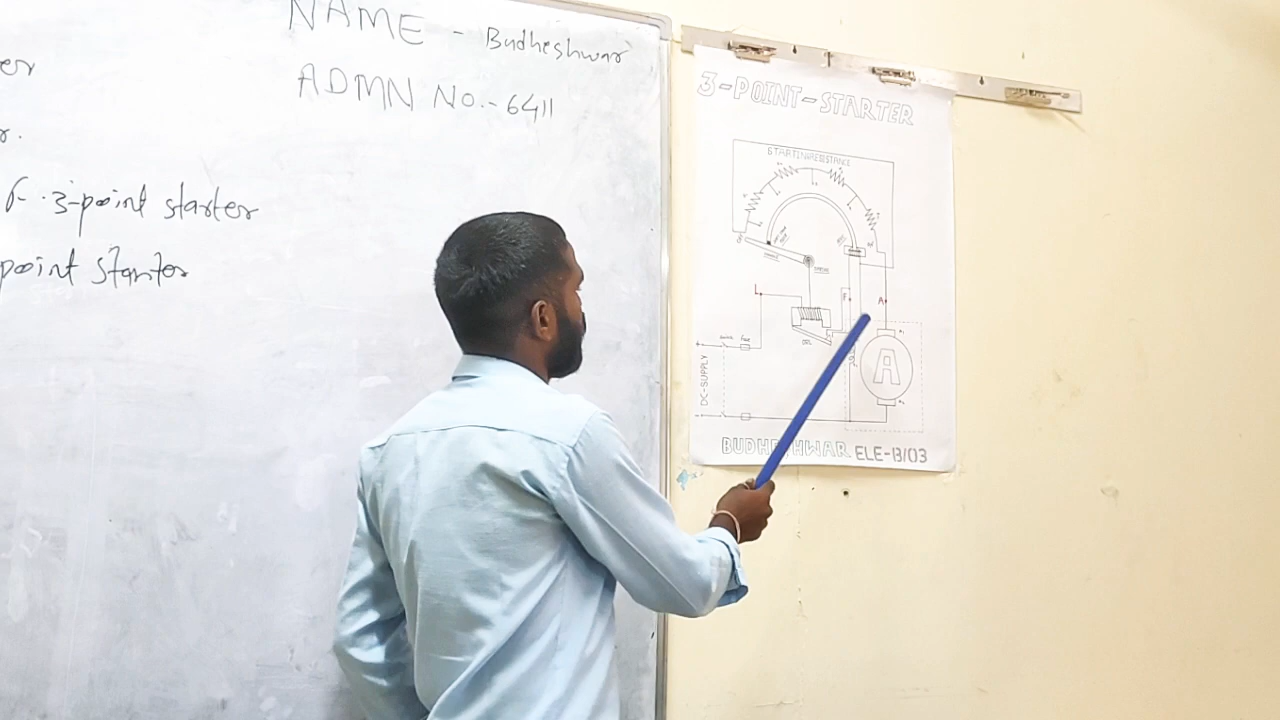 NAME - Budheshwar
ADMN NO.- 6411
er
r.
F. 3-point starter
point starter
3-POINT-STARTER
STARTING RESISTANCE
L
F
A
A
DC-SUPPLY
BUDHESHWAR ELE-B/03